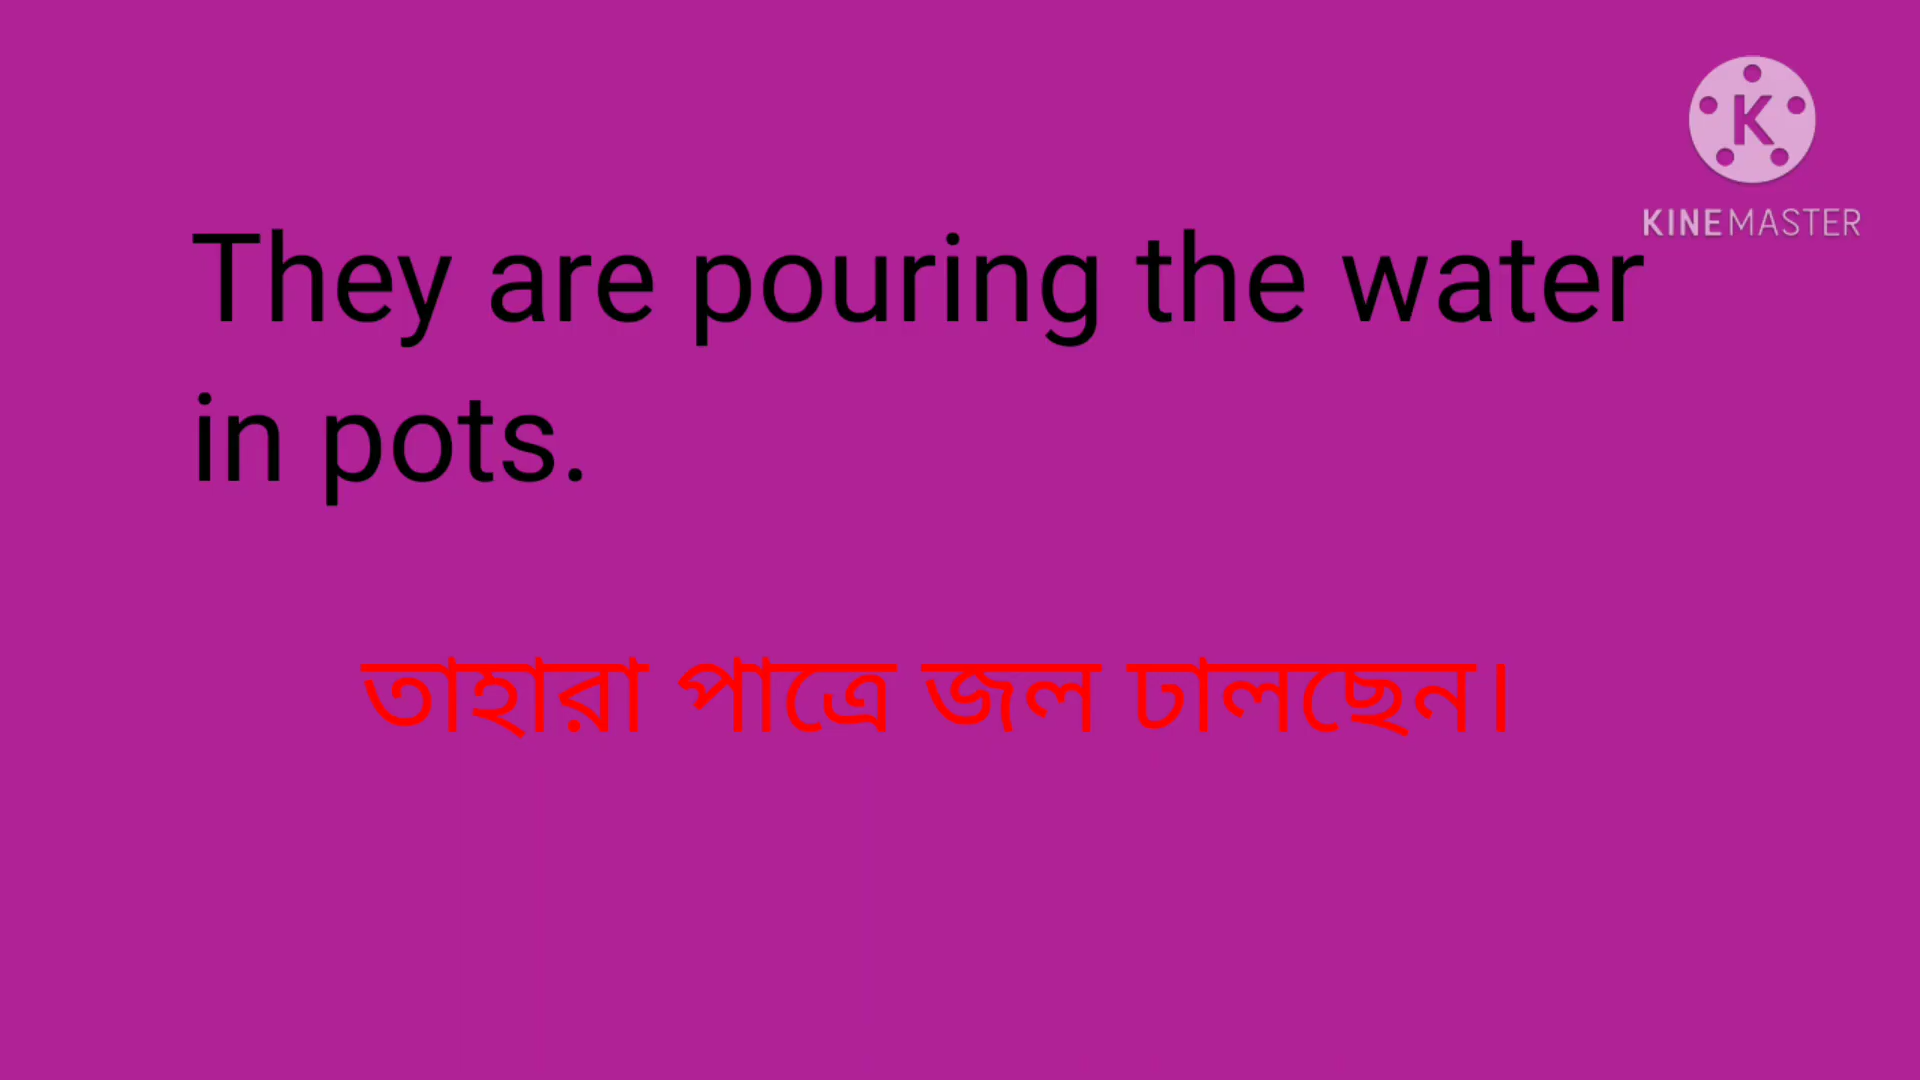 K
KINEMASTER
They are pouring the water
in pots.
তাহারা পাত্রে জল ঢালছেন।